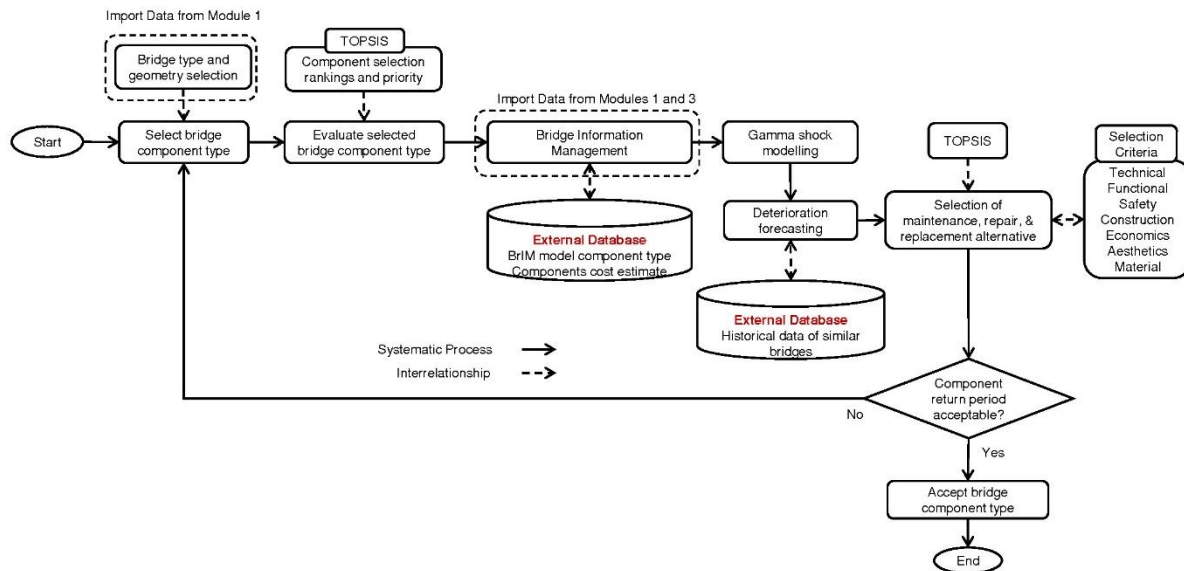 Import Data from Module 1
Bridge type and
geometry selection
TOPSIS
Component selection
rankings and priority
Import Data from Modules 1 and 3
Start
Select bridge
component type
Evaluate selected
bridge component type
Bridge Information
Management
Gamma shock
modelling
TOPSIS
Selection
Criteria
Technical
Functional
Safety
Construction
Economics
Aesthetics
Material
Deterioration
forecasting
Selection of
maintenance, repair, &
replacement alternative
External Database
BrIM model component type
Components cost estimate
External Database
Historical data of similar
bridges
Systematic Process
Interrelationship
Component
return period
acceptable?
No
Yes
Accept bridge
component type
End